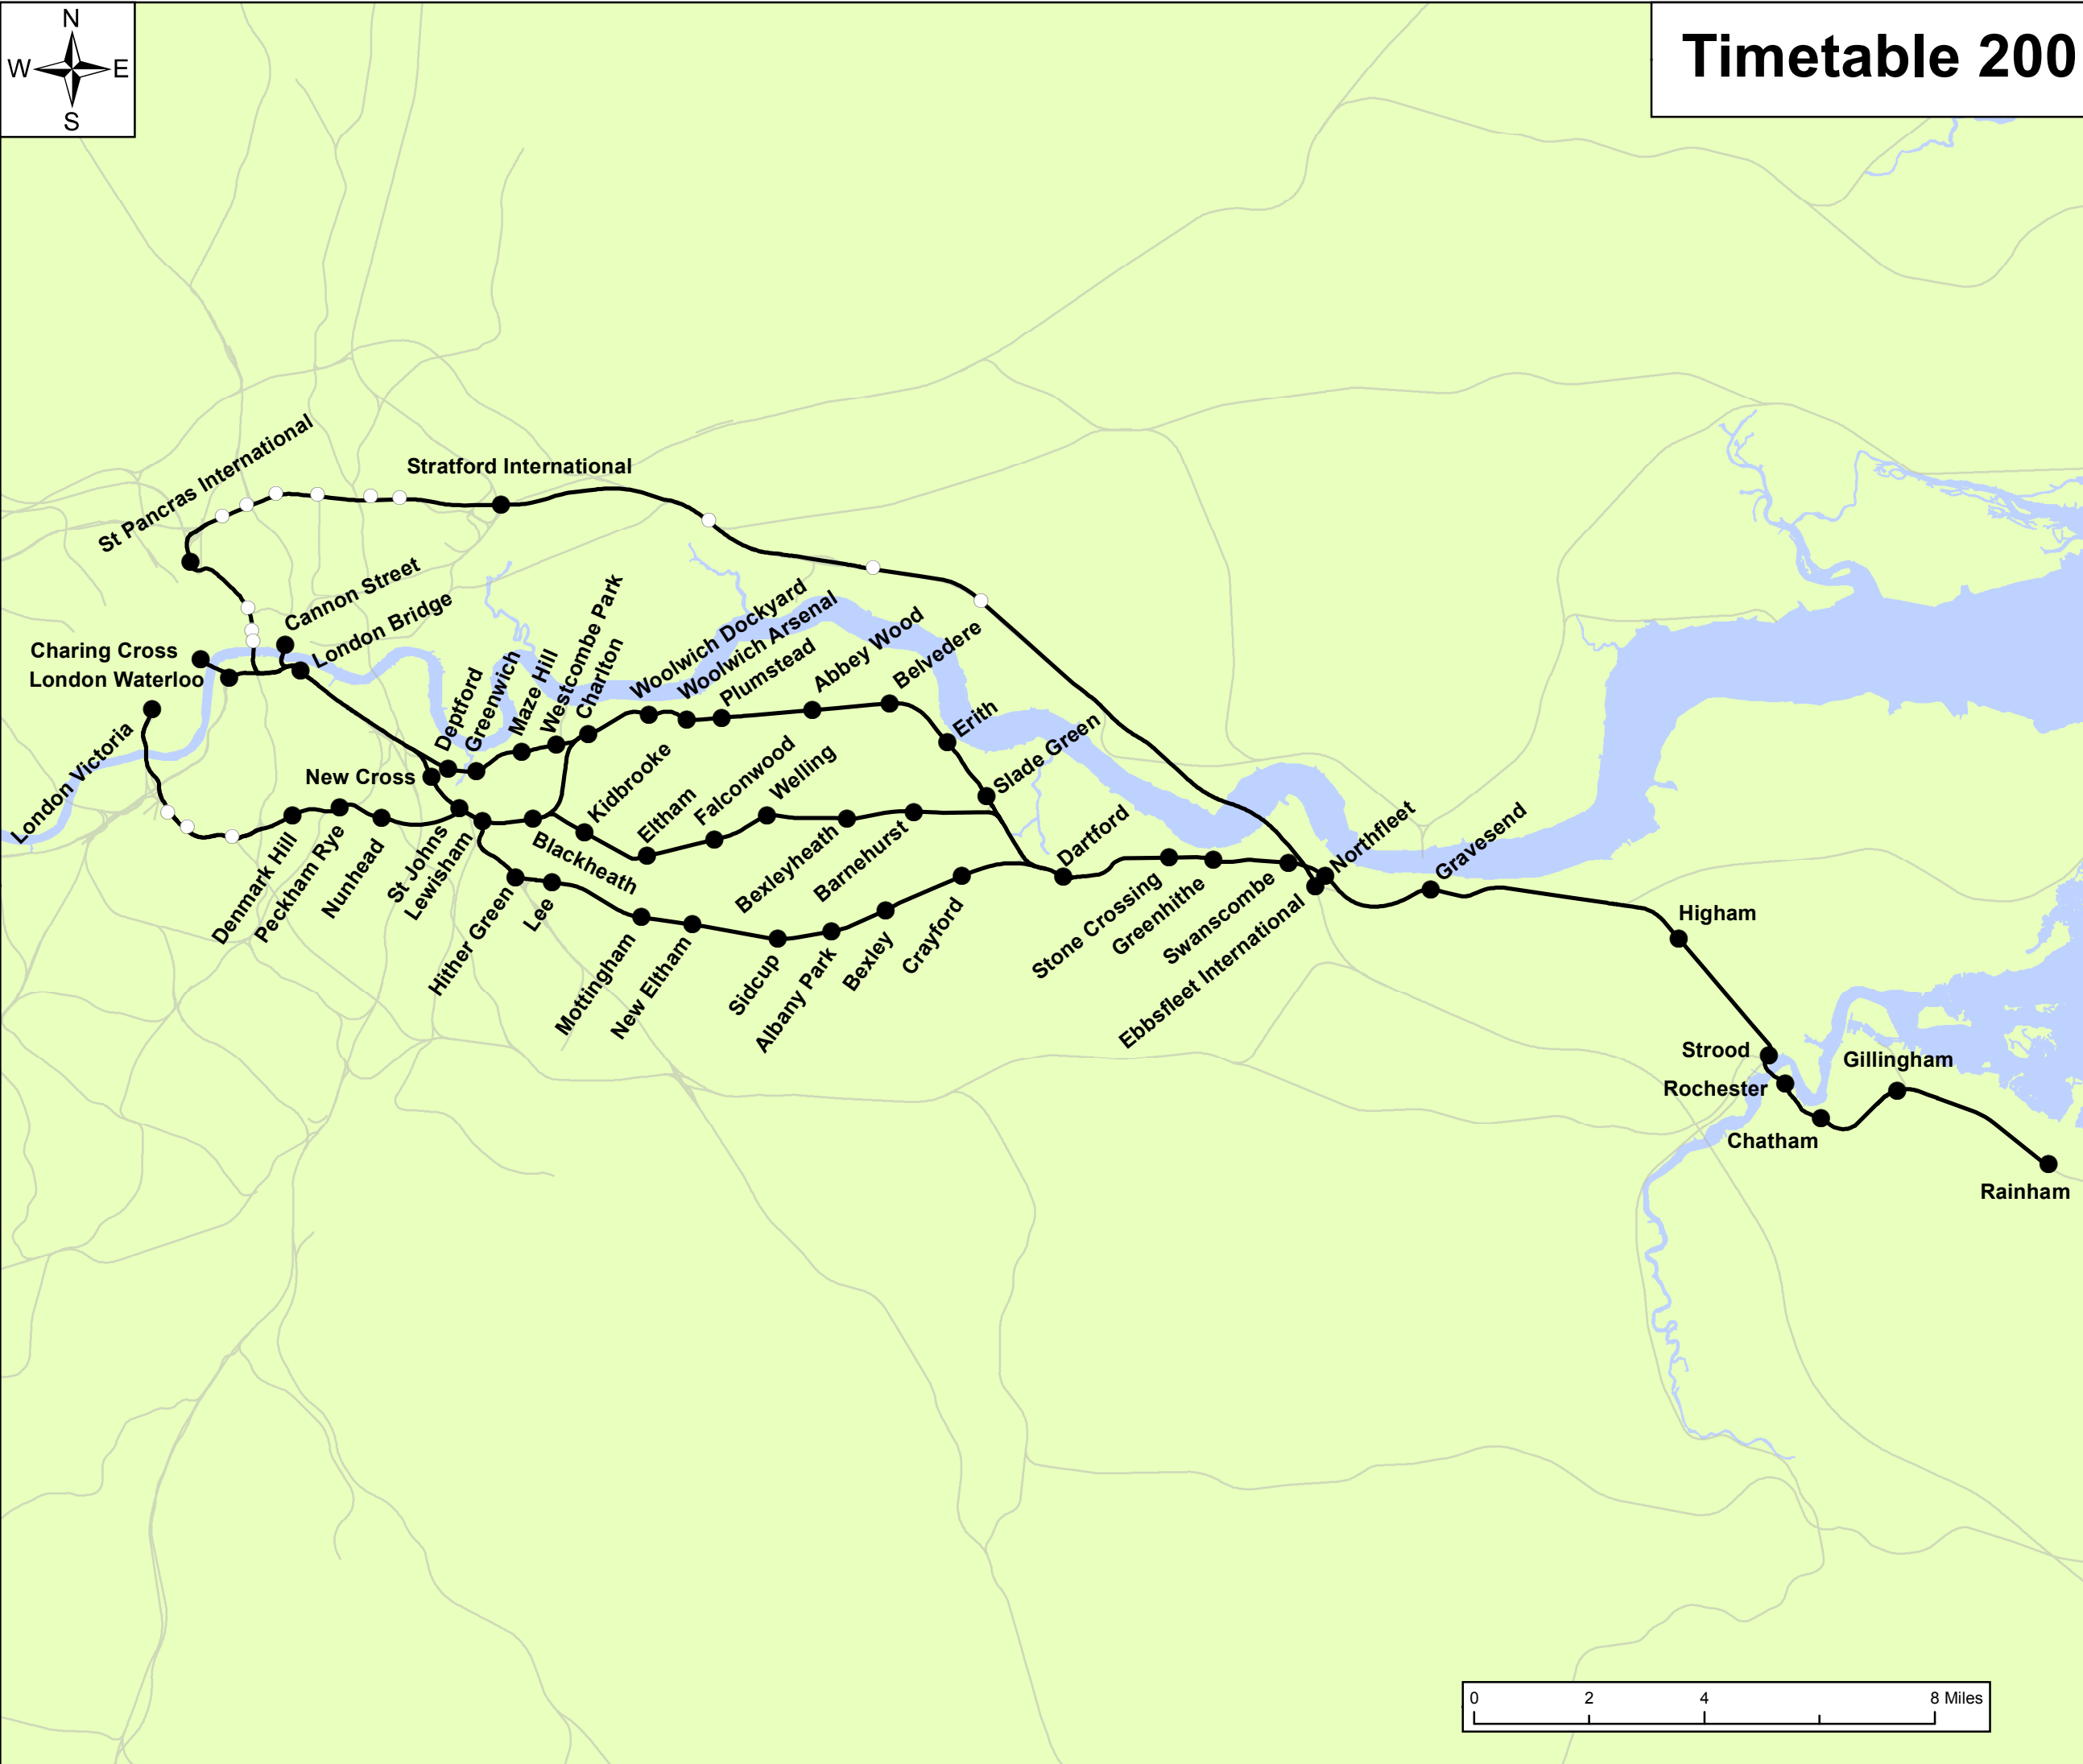 N
W E
S
Timetable 200
St Pancras International
Stratford International
Cannon Street
London Bridge
Charing Cross
London Waterloo
London Victoria
New Cross
Deptford
Greenwich
Maze Hill
Westcombe Park
Charlton
Woolwich Dockyard
Woolwich Arsenal
Plumstead
Abbey Wood
Belvedere
Erith
Slade Green
Kidbrooke
Eltham
Falconwood
Welling
Bexleyheath
Barnehurst
Denmark Hill
Peckham Rye
Nunhead
St Johns
Lewisham
Blackheath
Hither Green
Lee
Mottingham
New Eltham
Sidcup
Albany Park
Bexley
Crayford
Dartford
Stone Crossing
Greenhithe
Swanscombe
Ebbsfleet International
Northfleet
Gravesend
Higham
Strood
Rochester
Chatham
Gillingham
Rainham
0 2 4 8 Miles